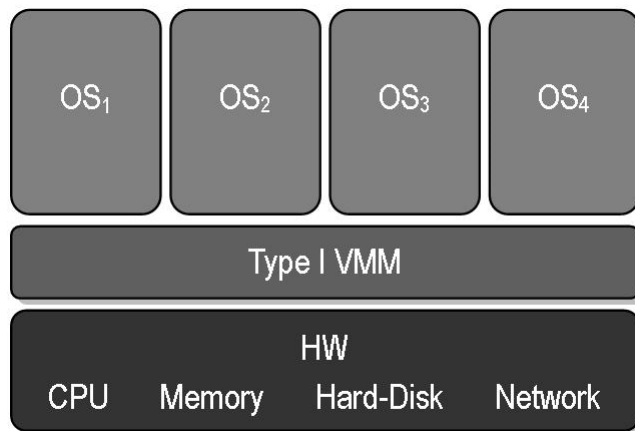 OS₁ OS₂ OS₃ OS₄
Type I VMM
HW
CPU Memory Hard-Disk Network